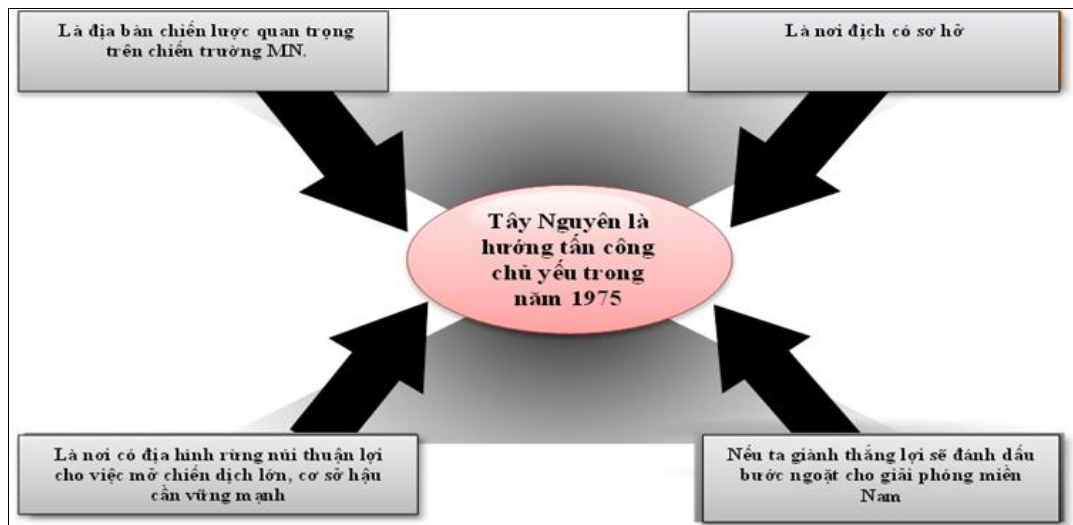 Là địa bàn chiến lược quan trọng
trên chiến trường MN.
Là nơi địch có sơ hở
Tây Nguyên là
hướng tấn công
chủ yếu trong
năm 1975
Là nơi có địa hình rừng núi thuận lợi
cho việc mở chiến dịch lớn, cơ sở hậu
cần vững mạnh
Nếu ta giành thắng lợi sẽ đánh dấu
bước ngoặt cho giải phóng miền
Nam